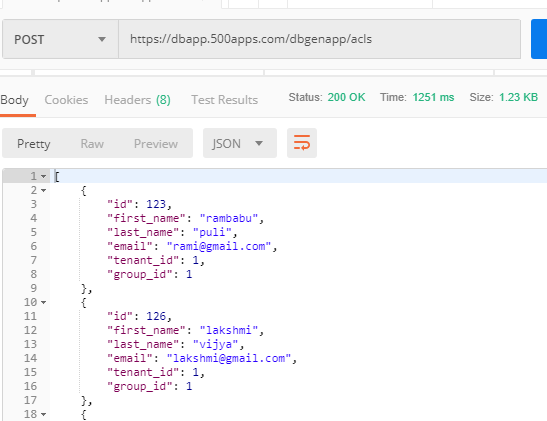 POST https://dbapp.500apps.com/dbgenapp/acls
Body Cookies Headers (8) Test Results Status: 200 OK Time: 1251 ms Size: 1.23 KB
Pretty Raw Preview JSON
1 [
2 {
3 "id": 123,
4 "first_name": "rambabu",
5 "last_name": "puli",
6 "email": "rami@gmail.com",
7 "tenant_id": 1,
8 "group_id": 1
9 },
10 {
11 "id": 126,
12 "first_name": "lakshmi",
13 "last_name": "vijya",
14 "email": "lakshmi@gmail.com",
15 "tenant_id": 1,
16 "group_id": 1
17 },
18 {